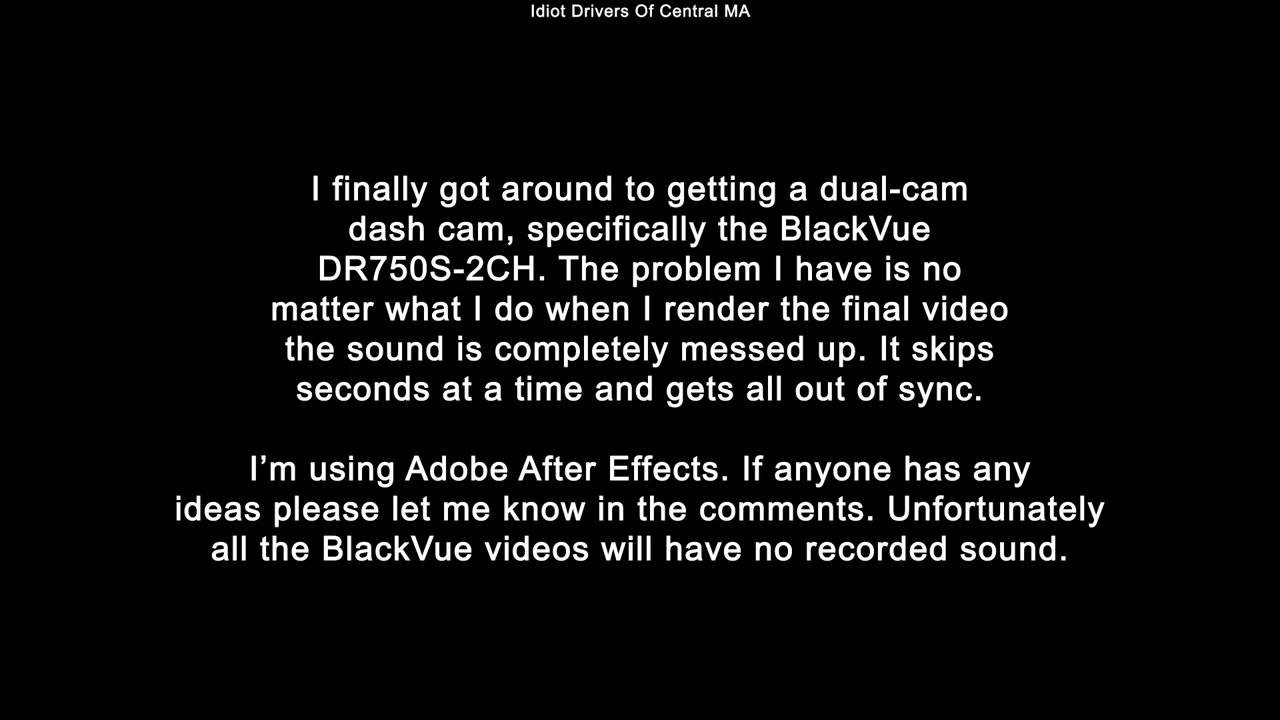 Idiot Drivers Of Central MA
I finally got around to getting a dual-cam
dash cam, specifically the BlackVue
DR750S-2CH. The problem I have is no
matter what I do when I render the final video
the sound is completely messed up. It skips
seconds at a time and gets all out of sync.
I’m using Adobe After Effects. If anyone has any
ideas please let me know in the comments. Unfortunately
all the BlackVue videos will have no recorded sound.